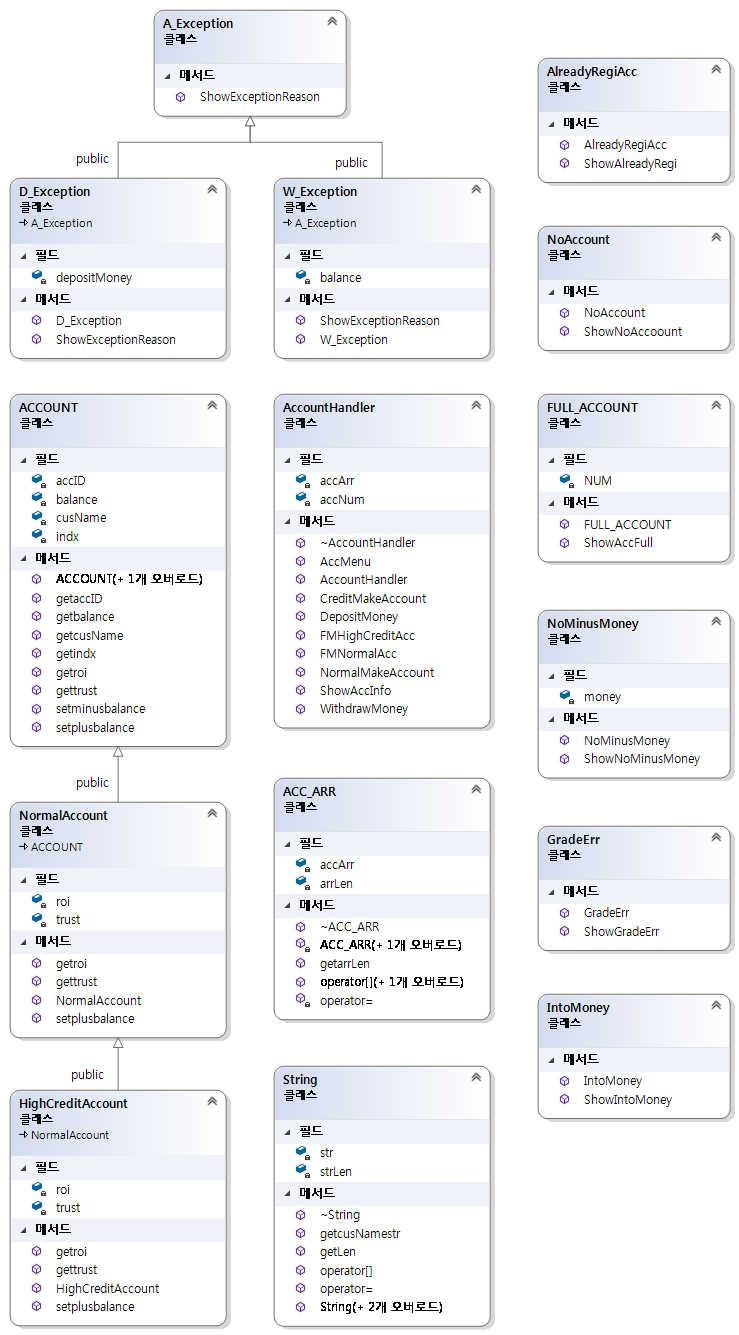 A_Exception
클래스
메서드
ShowExceptionReason
public
public
D_Exception
클래스
A_Exception
필드
depositMoney
메서드
D_Exception
ShowExceptionReason
W_Exception
클래스
A_Exception
필드
balance
메서드
ShowExceptionReason
W_Exception
AlreadyRegiAcc
클래스
메서드
AlreadyRegiAcc
ShowAlreadyRegi
NoAccount
클래스
메서드
NoAccount
ShowNoAccoount
ACCOUNT
클래스
필드
accID
balance
cusName
indx
메서드
ACCOUNT(+ 1개 오버로드)
getaccID
getbalance
getcusName
getindx
getroi
gettrust
setminusbalance
setplusbalance
public
AccountHandler
클래스
필드
accArr
accNum
메서드
~AccountHandler
AccMenu
AccountHandler
CreditMakeAccount
DepositMoney
FMHighCreditAcc
FMNormalAcc
NormalMakeAccount
ShowAccInfo
WithdrawMoney
FULL_ACCOUNT
클래스
필드
NUM
메서드
FULL_ACCOUNT
ShowAccFull
NoMinusMoney
클래스
필드
money
메서드
NoMinusMoney
ShowNoMinusMoney
NormalAccount
클래스
ACCOUNT
필드
roi
trust
메서드
getroi
gettrust
NormalAccount
setplusbalance
public
ACC_ARR
클래스
필드
accArr
arrLen
메서드
~ACC_ARR
ACC_ARR(+ 1개 오버로드)
getarrLen
operator[](+ 1개 오버로드)
operator=
GradeErr
클래스
메서드
GradeErr
ShowGradeErr
IntoMoney
클래스
메서드
IntoMoney
ShowIntoMoney
HighCreditAccount
클래스
NormalAccount
필드
roi
trust
메서드
getroi
gettrust
HighCreditAccount
setplusbalance
String
클래스
필드
str
strLen
메서드
~String
getcusNamestr
getLen
operator[]
operator=
String(+ 2개 오버로드)